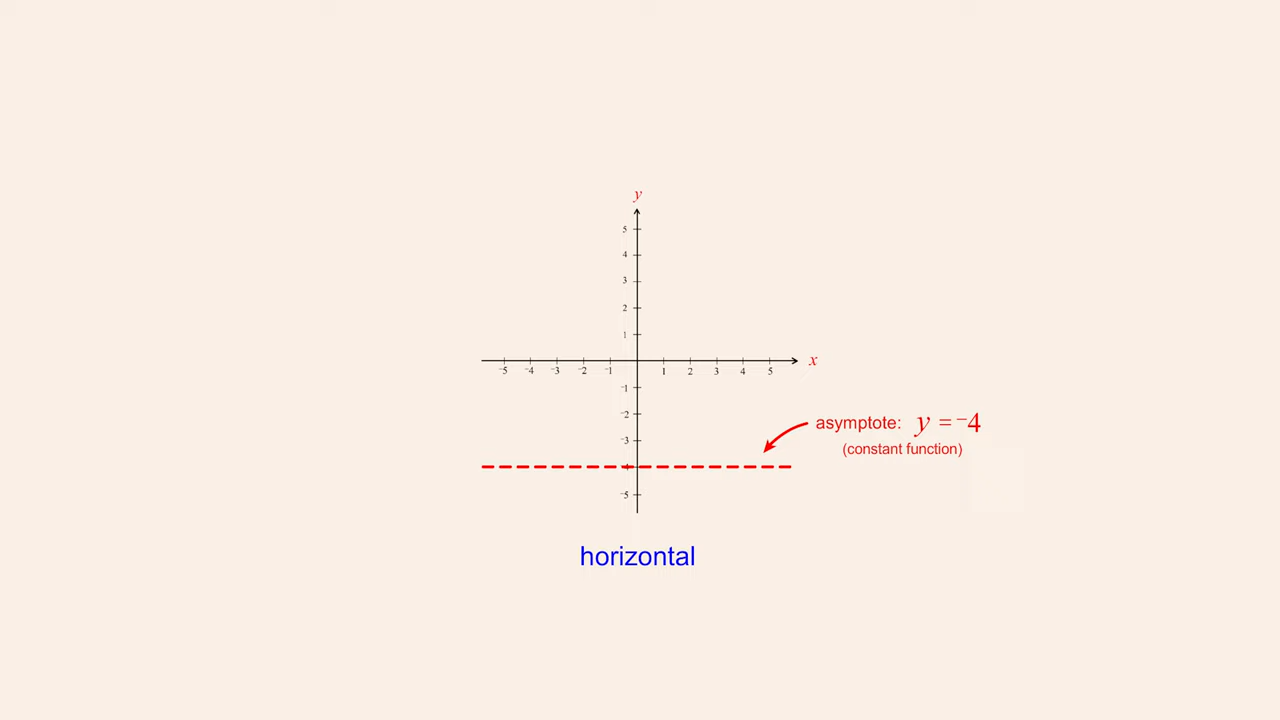 y
5
4
3
2
1
⁻5 ⁻4 ⁻3 ⁻2 ⁻1 1 2 3 4 5 x
⁻1
⁻2
⁻3
⁻5
asymptote: y = ⁻4
(constant function)
horizontal